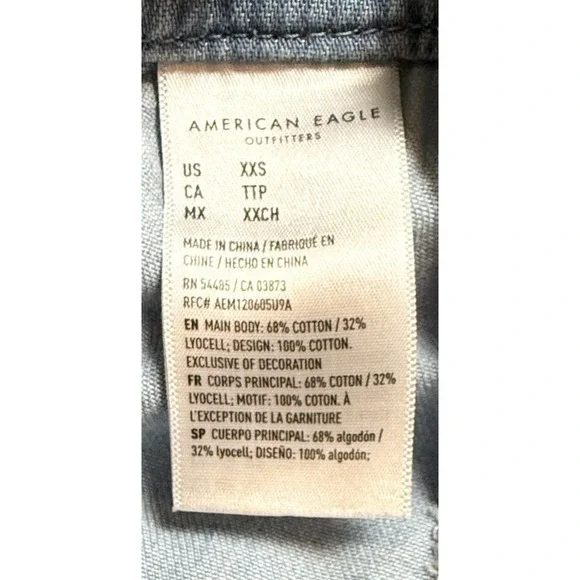 AMERICAN EAGLE
OUTFITTERS
US XXS
CA TTP
MX XXCH
MADE IN CHINA / FABRIQUÉ EN
CHINE / HECHO EN CHINA
RN 54485 / CA 03873
RFC# AEM120605U9A
EN MAIN BODY: 68% COTTON / 32%
LYOCELL; DESIGN: 100% COTTON.
EXCLUSIVE OF DECORATION
FR CORPS PRINCIPAL: 68% COTON / 32%
LYOCELL; MOTIF: 100% COTON. À
L'EXCEPTION DE LA GARNITURE
SP CUERPO PRINCIPAL: 68% algodón /
32% lyocell; DISEÑO: 100% algodón;